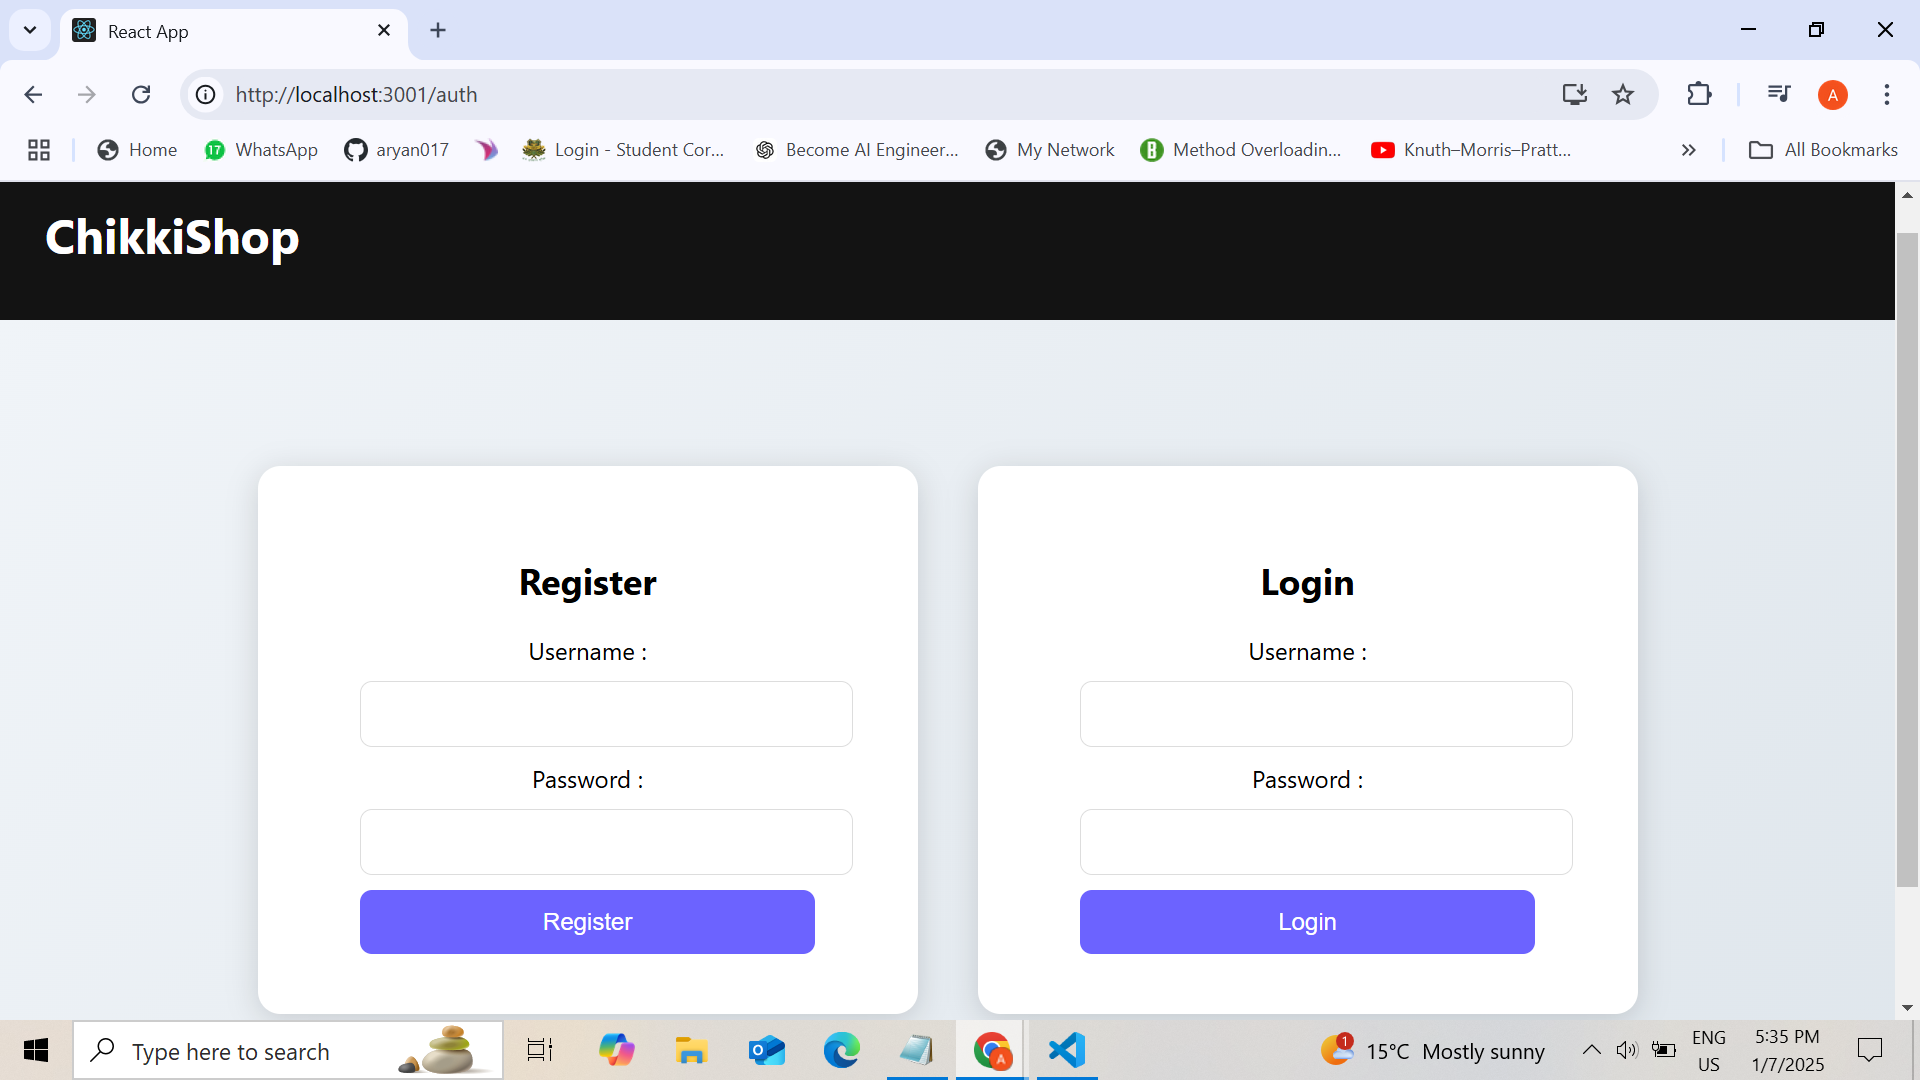 React App
http://localhost:3001/auth
A
Home
17
WhatsApp
aryan017
Login - Student Cor...
Become AI Engineer...
My Network
B
Method Overloadin...
Knuth–Morris–Pratt...
All Bookmarks
ChikkiShop
Register
Username :
Password :
Register
Login
Username :
Password :
Login
Type here to search
A
1
15°C Mostly sunny
ENG
US
5:35 PM
1/7/2025